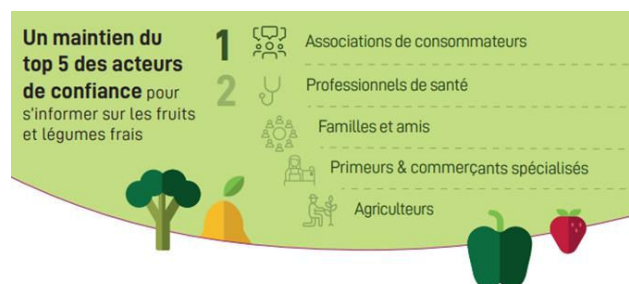 Un maintien du
top 5 des acteurs
de confiance pour
s'informer sur les fruits
et légumes frais
1 Associations de consommateurs
2 Professionnels de santé
Familles et amis
Primeurs & commerçants spécialisés
Agriculteurs